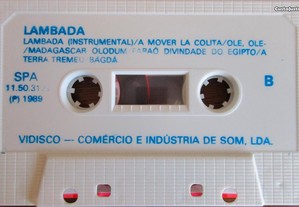 LAMBADA
LAMBADA (INSTRUMENTAL)/A MOVER LA COLITA/OLE, OLE-
/MADAGASCAR OLODUM FARAÓ DIVINDADE DO EGIPTO/A
TERRA TREMEU BAGDÁ
SPA
B
11.50.317
(P) 1989
VIDISCO — COMÉRCIO E INDÚSTRIA DE SOM, LDA.